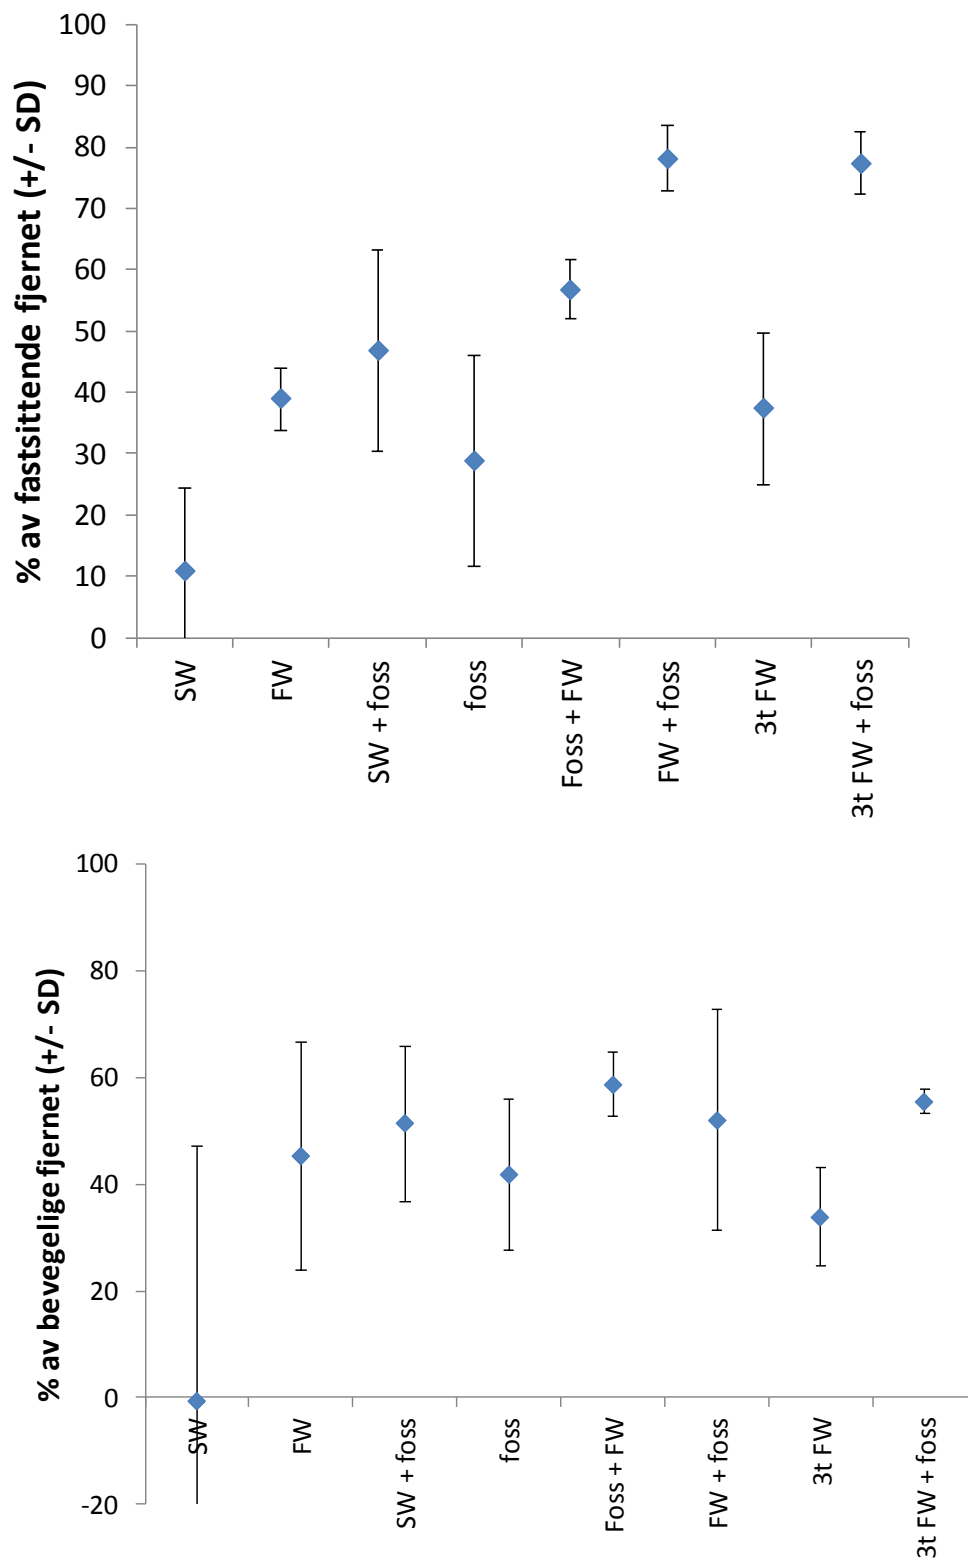 % av fastsittende fjernet (+/- SD)
100
90
80
70
60
50
40
30
20
10
0
SW
FW
SW + foss
foss
Foss + FW
FW + foss
3t FW
3t FW + foss
% av bevegelige fjernet (+/- SD)
100
80
60
40
20
0
-20
SW
FW
SW + foss
foss
Foss + FW
FW + foss
3t FW
3t FW + foss